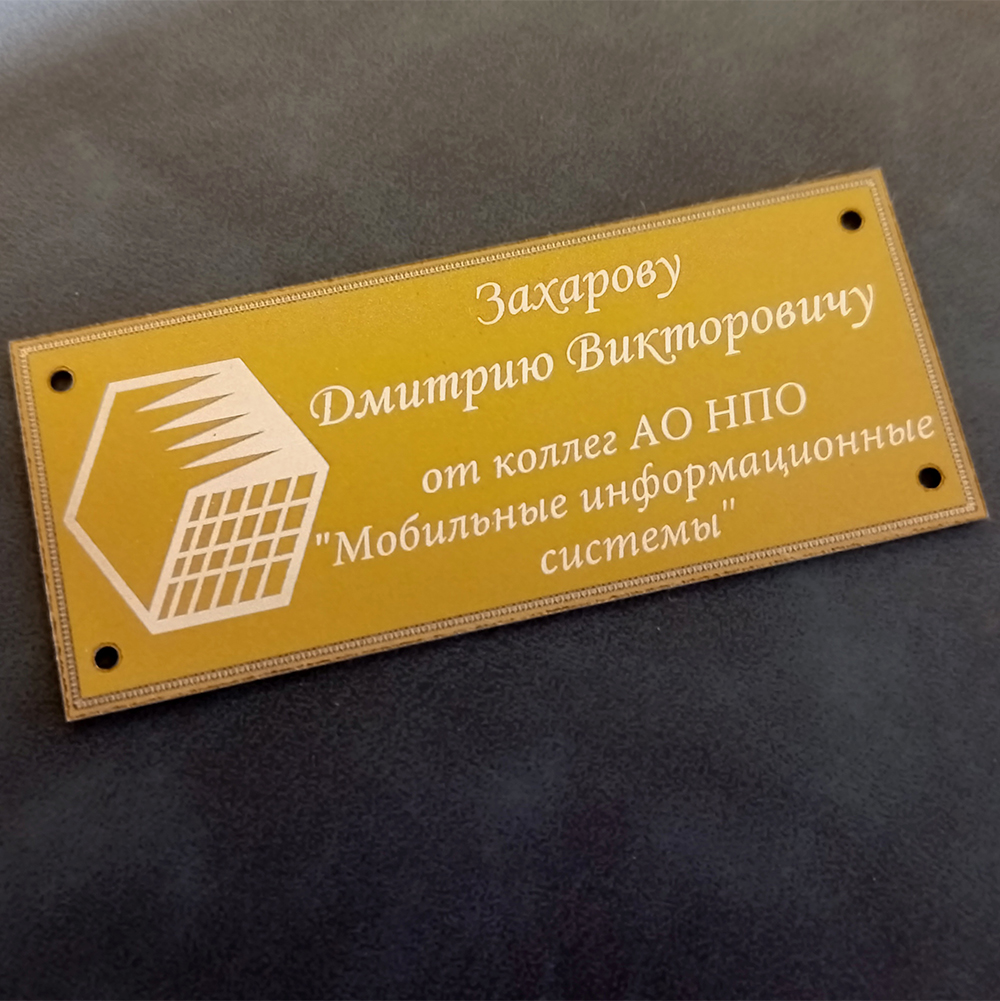 Захарову
Дмитрию Викторовичу
от коллег АО НПО
"Мобильные информационные
системы"